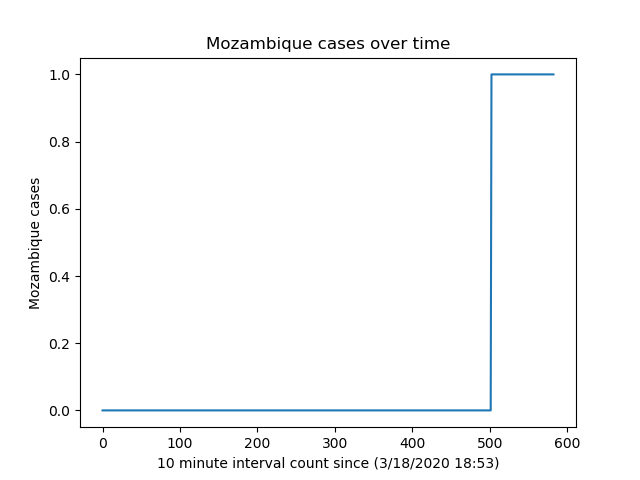 Mozambique cases over time
1.0
0.8
0.6
0.4
0.2
0.0
Mozambique cases
0 100 200 300 400 500 600
10 minute interval count since (3/18/2020 18:53)